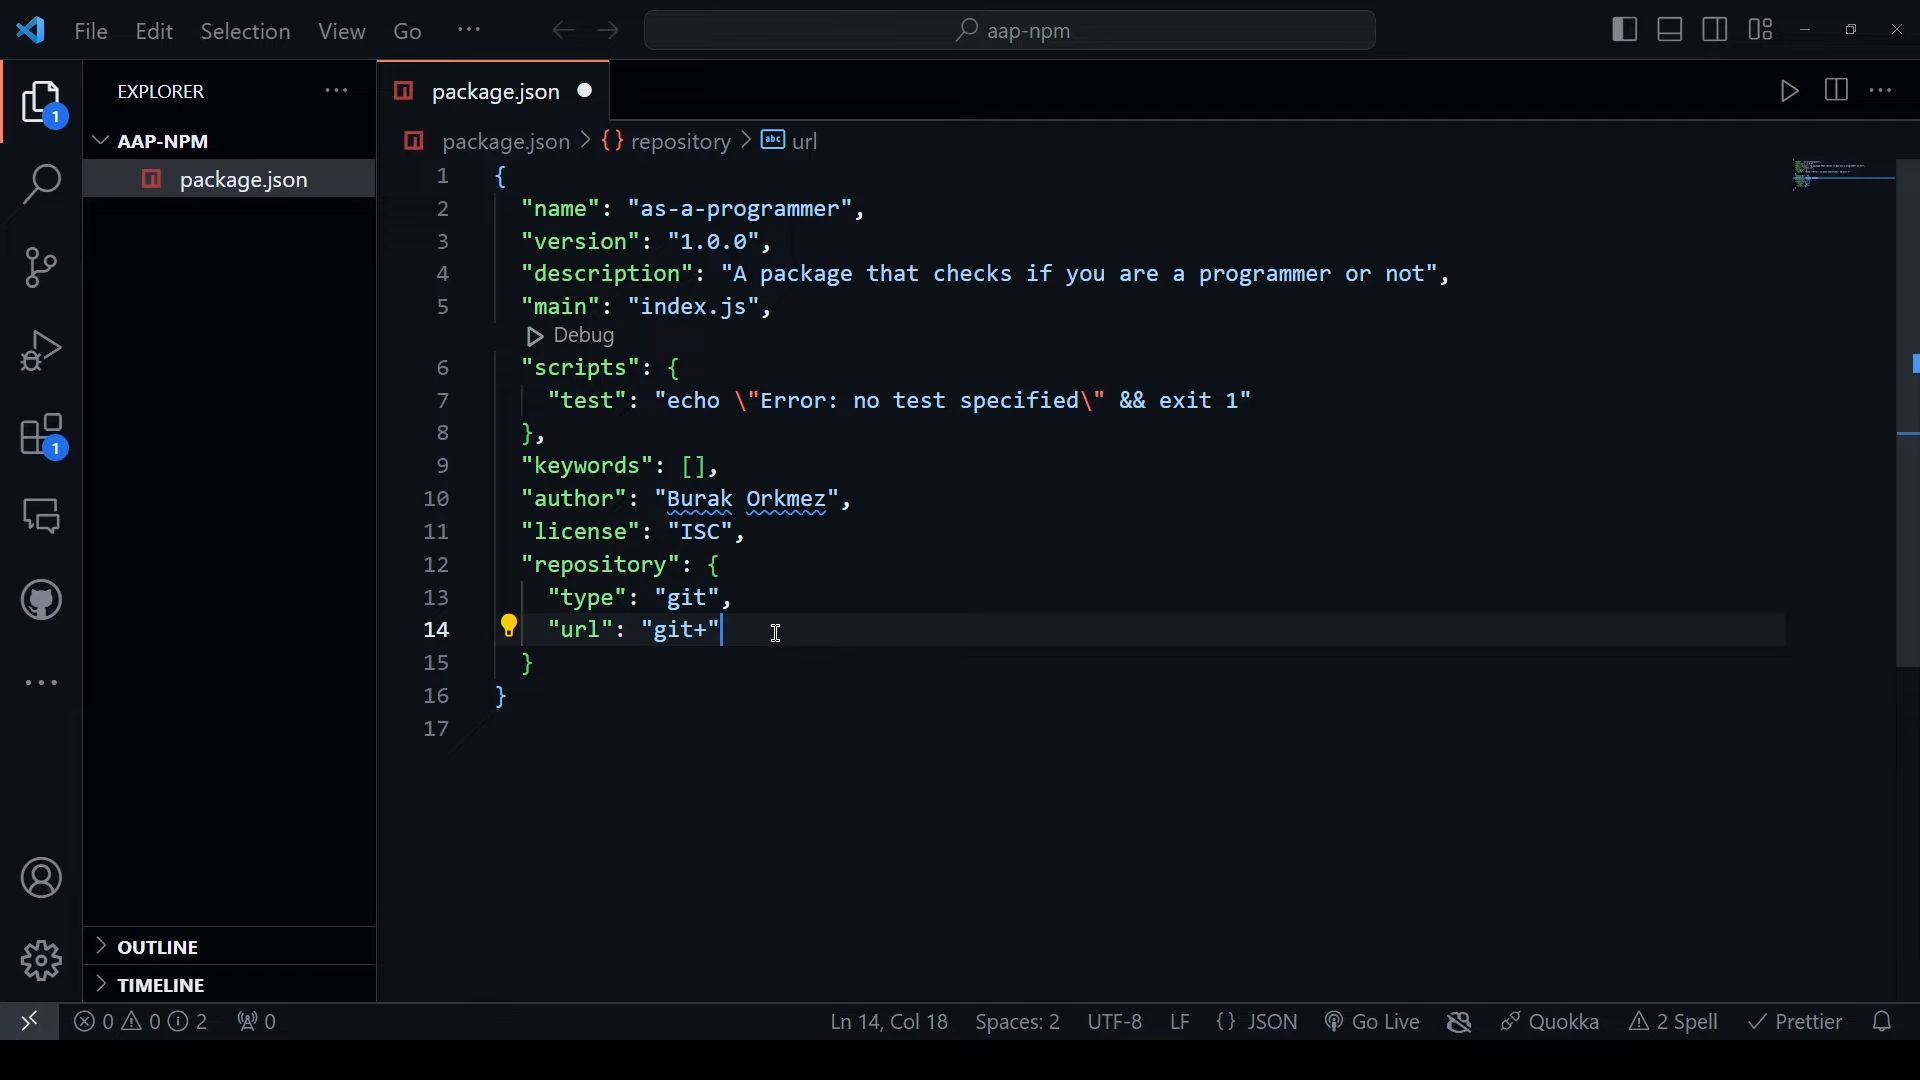 File Edit Selection View Go ··· aap-npm
EXPLORER ···
package.json
1
AAP-NPM
package.json > {} repository > abc url
package.json
1 {
2 "name": "as-a-programmer",
3 "version": "1.0.0",
4 "description": "A package that checks if you are a programmer or not",
5 "main": "index.js",
Debug
6 "scripts": {
7 "test": "echo \"Error: no test specified\" && exit 1"
8 },
9 "keywords": [],
1
10 "author": "Burak Orkmez",
11 "license": "ISC",
12 "repository": {
13 "type": "git",
14 "url": "git+"
15 }
16 }
17
OUTLINE
TIMELINE
0 0 2 0 Ln 14, Col 18 Spaces: 2 UTF-8 LF {} JSON Go Live Quokka 2 Spell Prettier